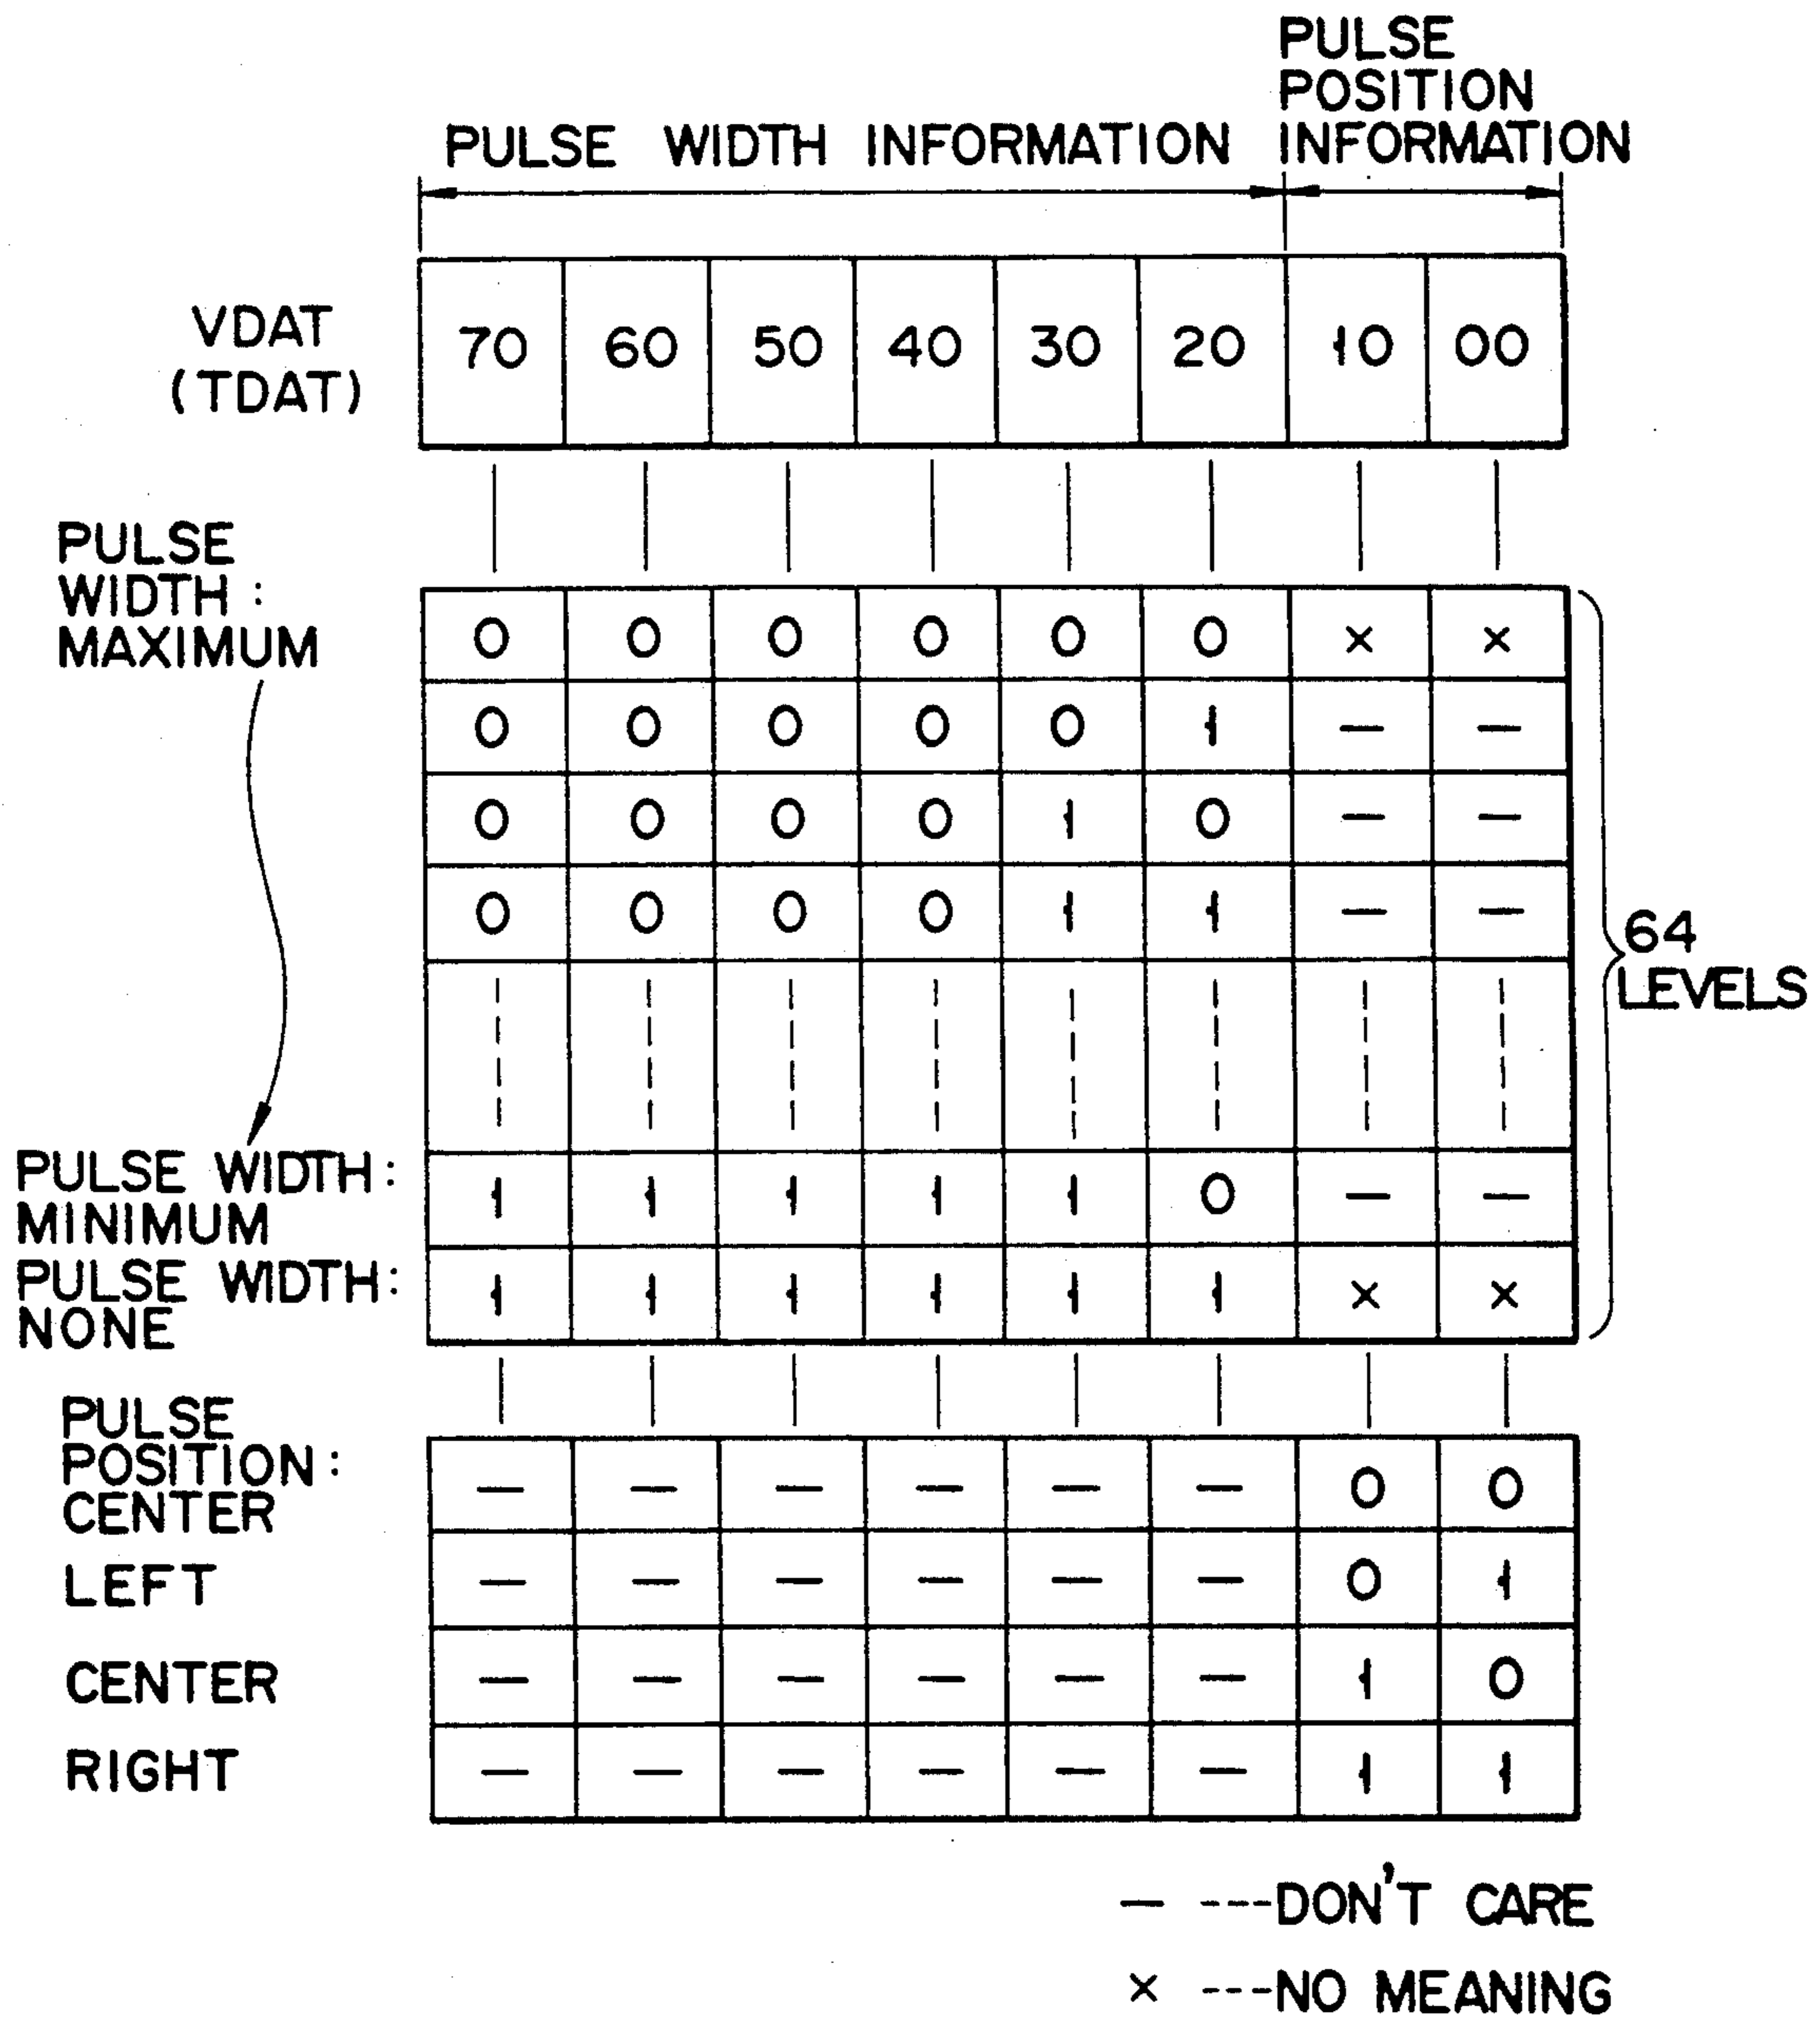 PULSE
POSITION
PULSE WIDTH INFORMATION INFORMATION
VDAT
(TDAT)
70 60 50 40 30 20 10 00
PULSE
WIDTH :
MAXIMUM
0 0 0 0 0 0 × ×
0 0 0 0 0 1 — —
0 0 0 0 1 0 — —
0 0 0 0 1 1 — —
64
LEVELS
PULSE WIDTH:
MINIMUM
1 1 1 1 1 0 — —
PULSE WIDTH:
NONE
1 1 1 1 1 1 × ×
PULSE
POSITION:
CENTER
— — — — — — 0 0
LEFT
— — — — — — 0 1
CENTER
— — — — — — 1 0
RIGHT
— — — — — — 1 1
— ---DON'T CARE
× ---NO MEANING